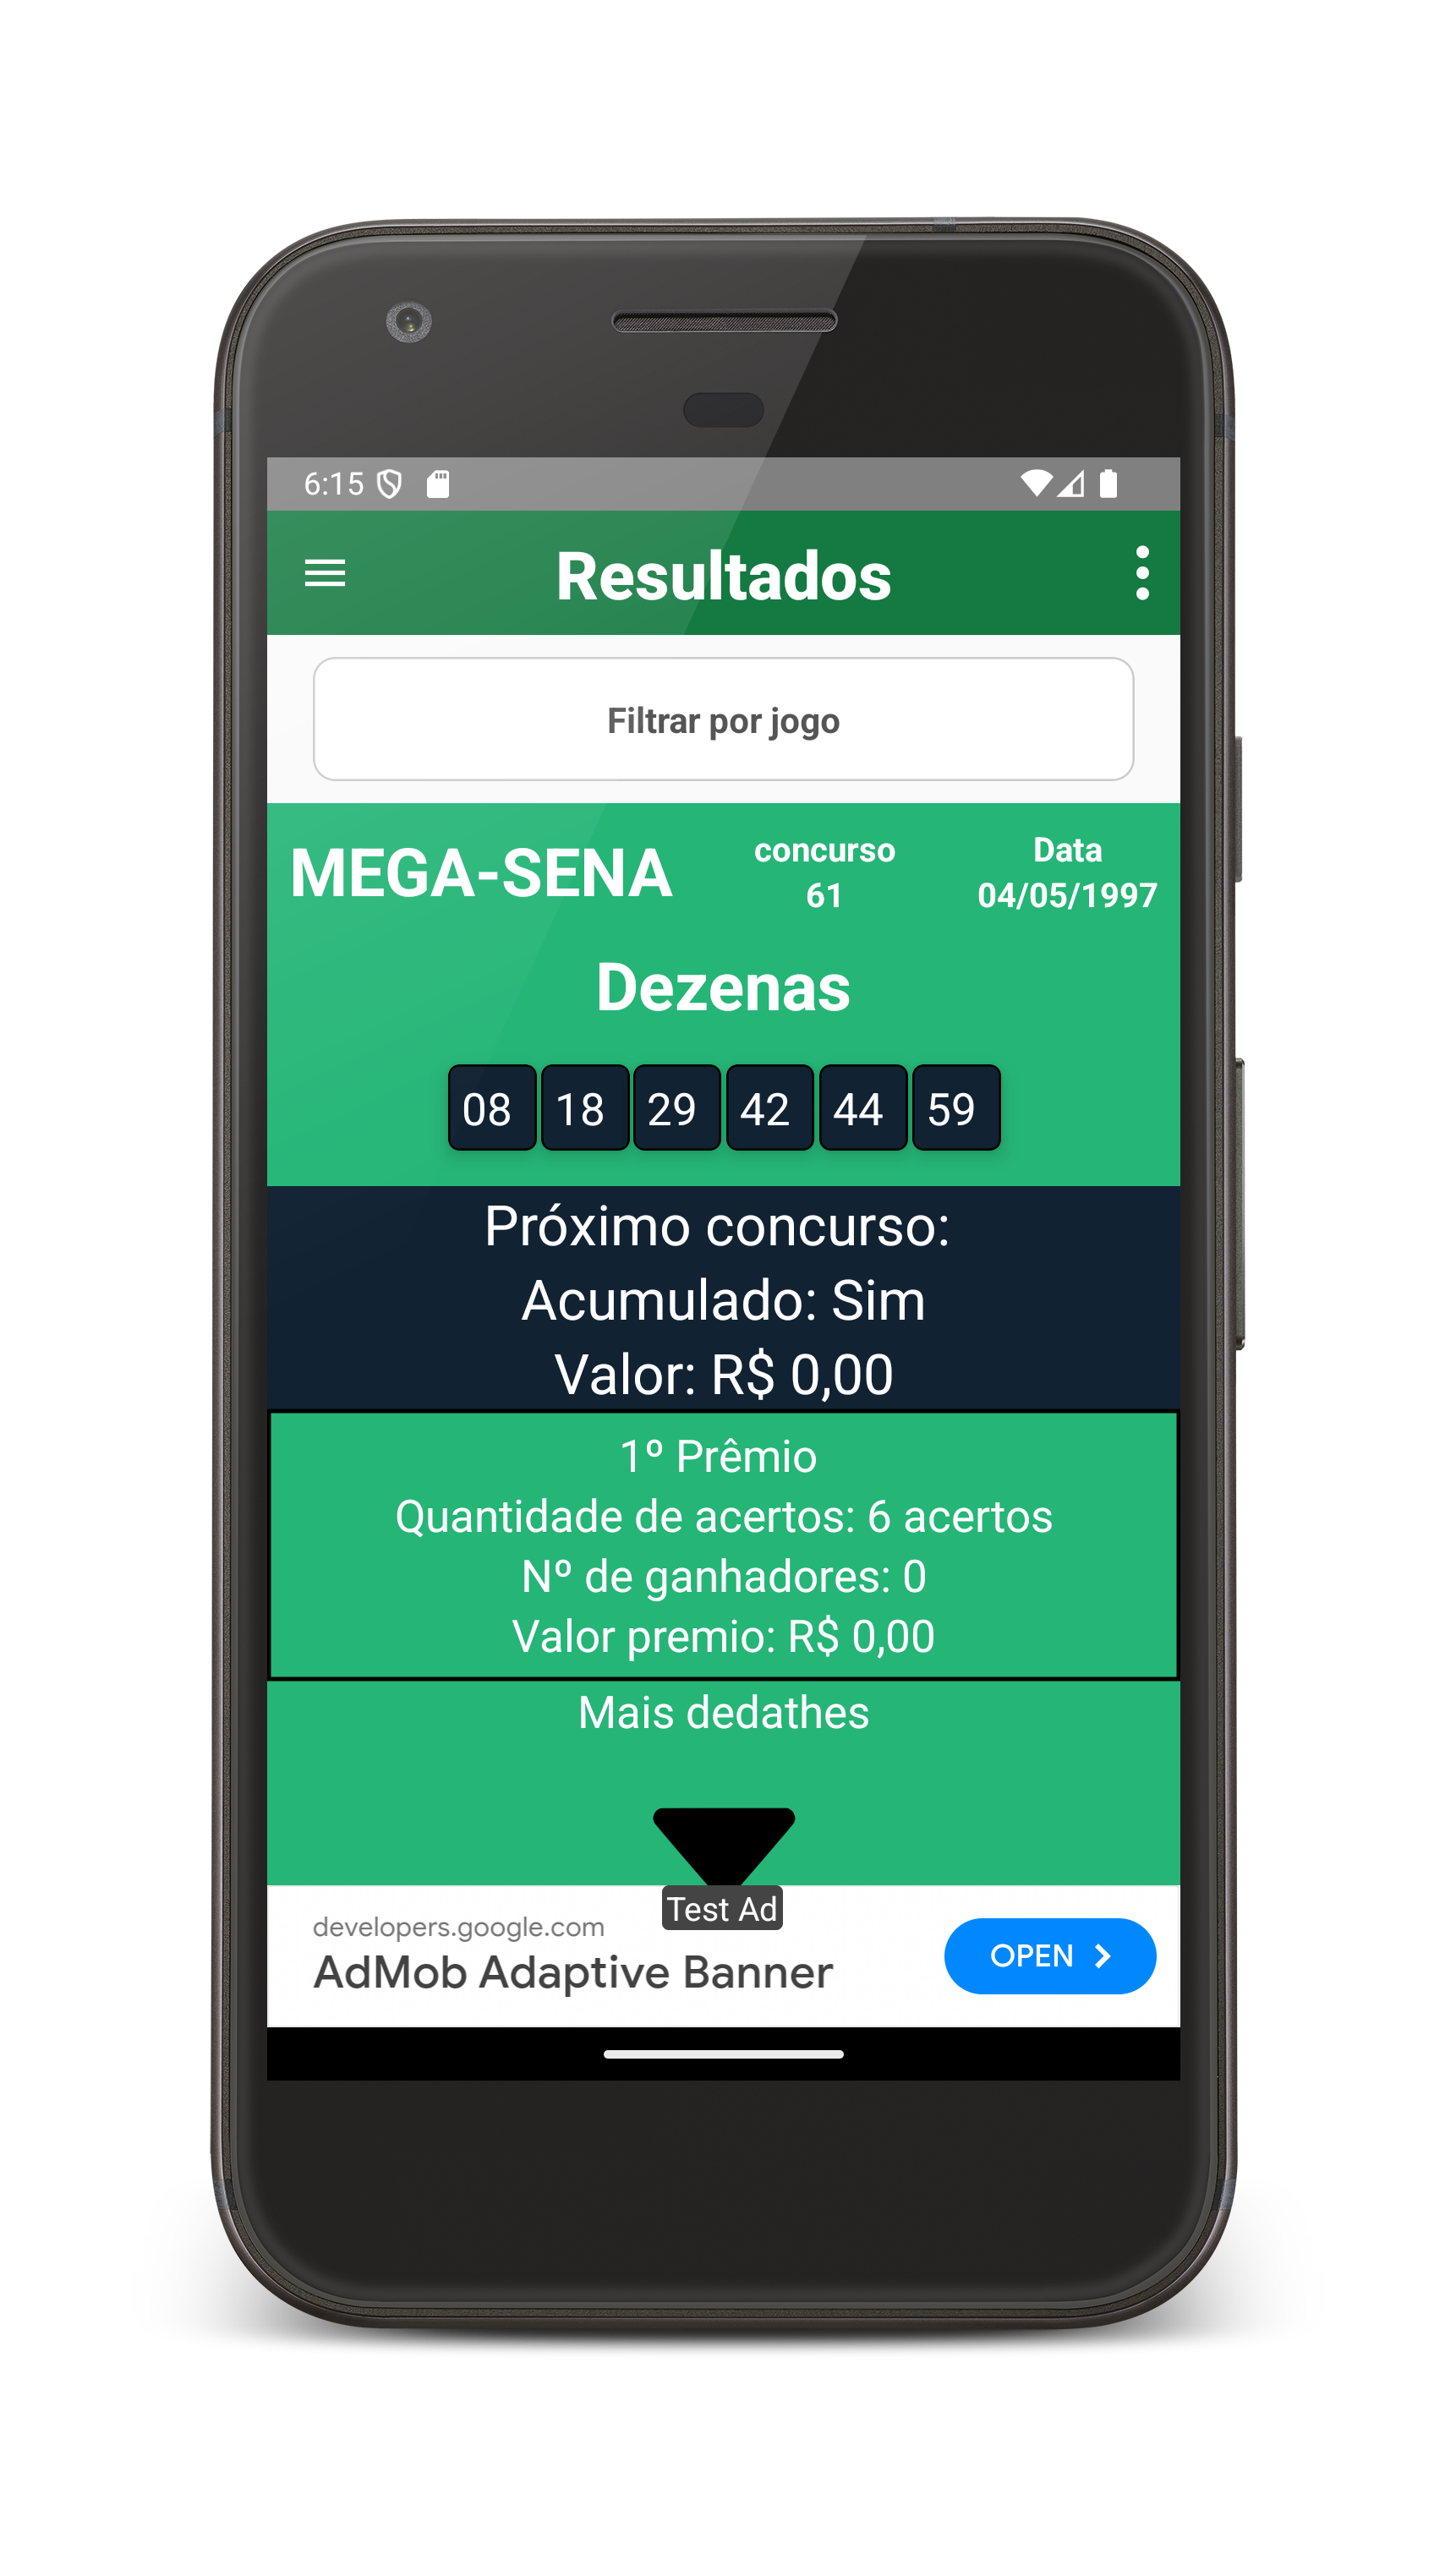 6:15
Resultados
Filtrar por jogo
MEGA-SENA
concurso
61
Data
04/05/1997
Dezenas
08 18 29 42 44 59
Próximo concurso:
Acumulado: Sim
Valor: R$ 0,00
1º Prêmio
Quantidade de acertos: 6 acertos
Nº de ganhadores: 0
Valor premio: R$ 0,00
Mais dedathes
Test Ad
developers.google.com
AdMob Adaptive Banner
OPEN